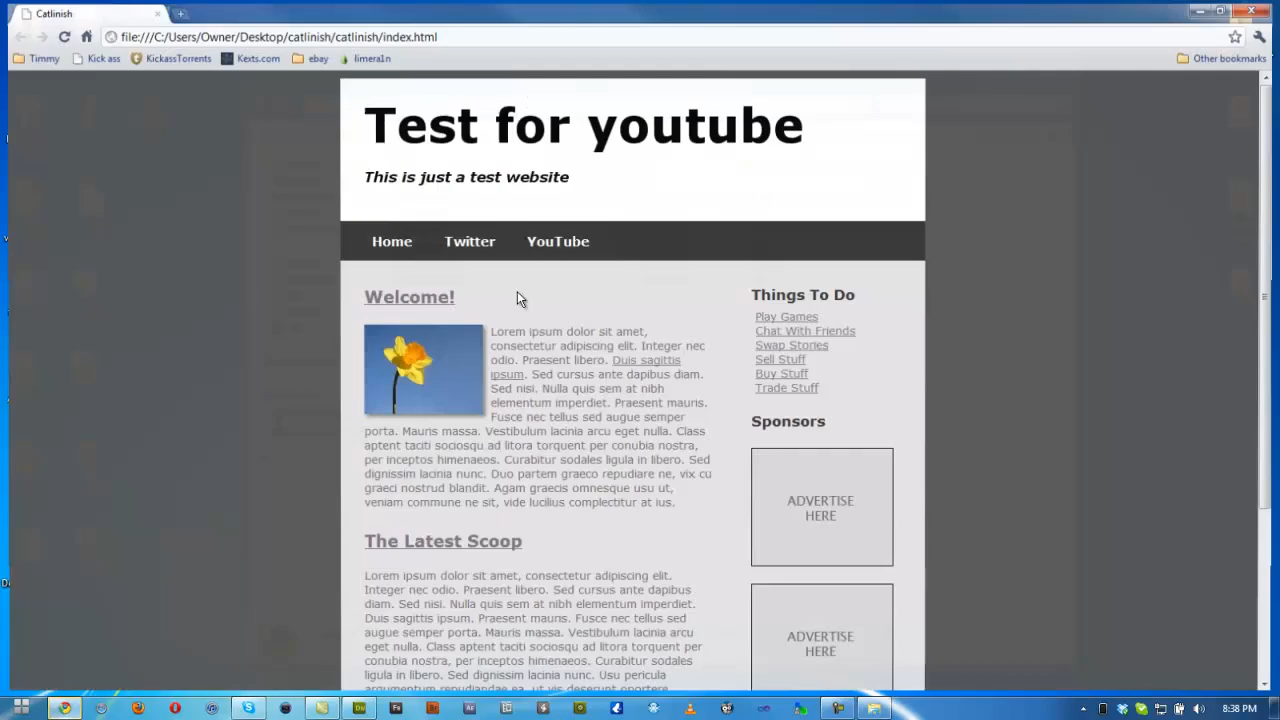 Catlinish
file:///C:/Users/Owner/Desktop/catlinish/catlinish/index.html
Timmy
Kick ass
KickassTorrents
Kexts.com
ebay
limera1n
Other bookmarks
Test for youtube
This is just a test website
Home
Twitter
YouTube
Welcome!
Lorem ipsum dolor sit amet,
consectetur adipiscing elit. Integer nec
odio. Praesent libero. Duis sagittis
ipsum. Sed cursus ante dapibus diam.
Sed nisi. Nulla quis sem at nibh
elementum imperdiet. Praesent mauris.
Fusce nec tellus sed augue semper
porta. Mauris massa. Vestibulum lacinia arcu eget nulla. Class
aptent taciti sociosqu ad litora torquent per conubia nostra,
per inceptos himenaeos. Curabitur sodales ligula in libero. Sed
dignissim lacinia nunc. Duo partem graeco repudiare ne, vix cu
graeci nostrud blandit. Agam graecis omnesque usu ut,
veniam commune ne sit, vide lucilius complectitur at ius.
The Latest Scoop
Lorem ipsum dolor sit amet, consectetur adipiscing elit.
Integer nec odio. Praesent libero. Sed cursus ante dapibus
diam. Sed nisi. Nulla quis sem at nibh elementum imperdiet.
Duis sagittis ipsum. Praesent mauris. Fusce nec tellus sed
augue semper porta. Mauris massa. Vestibulum lacinia arcu
eget nulla. Class aptent taciti sociosqu ad litora torquent per
conubia nostra, per inceptos himenaeos. Curabitur sodales
ligula in libero. Sed dignissim lacinia nunc. Usu pericula
argumentum repudiandae ea, ut vis deserunt oportere
Things To Do
Play Games
Chat With Friends
Swap Stories
Sell Stuff
Buy Stuff
Trade Stuff
Sponsors
ADVERTISE
HERE
ADVERTISE
HERE
8:38 PM